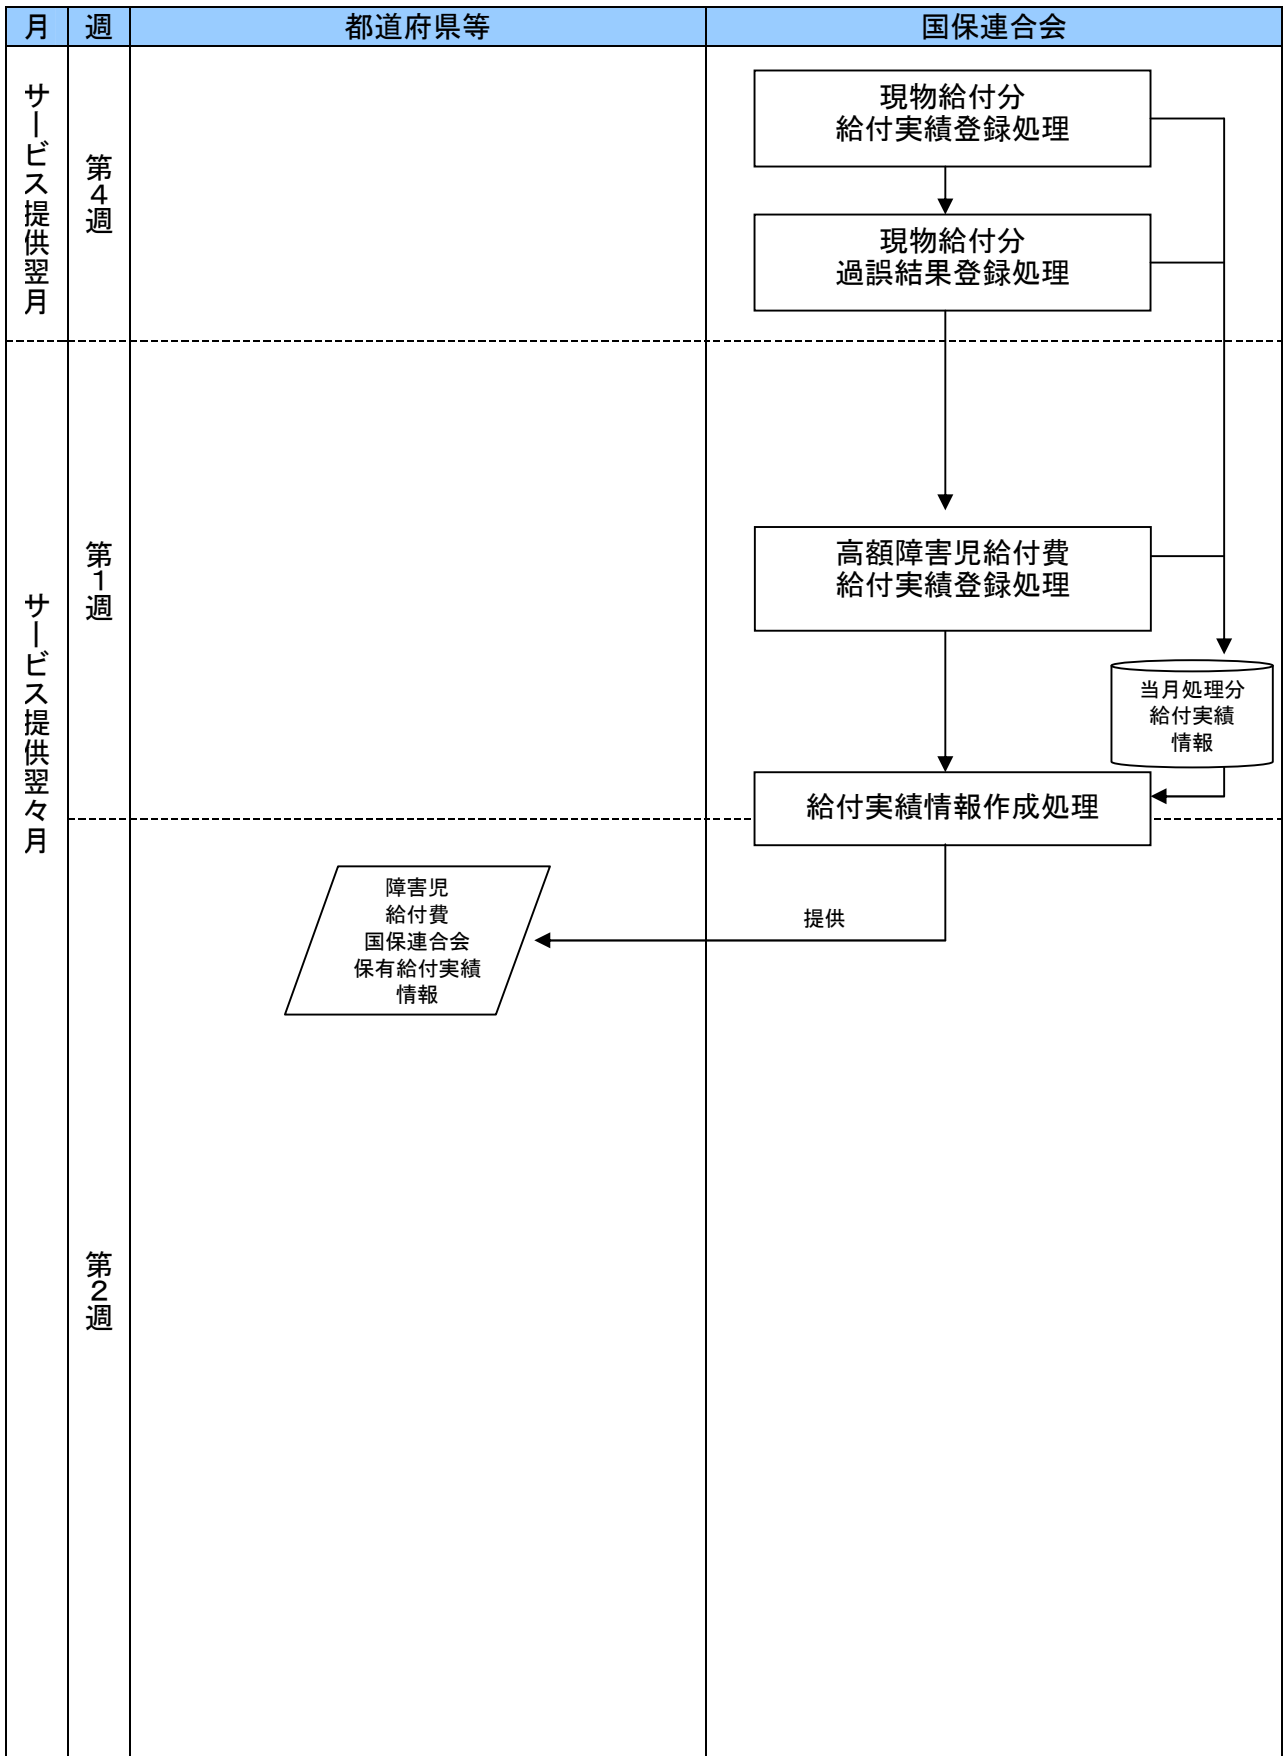 月
週
都道府県等
国保連合会
サービス提供翌月
第４週
現物給付分
給付実績登録処理
現物給付分
過誤結果登録処理
サービス提供翌々月
第１週
高額障害児給付費
給付実績登録処理
当月処理分
給付実績
情報
給付実績情報作成処理
第２週
障害児
給付費
国保連合会
保有給付実績
情報
提供